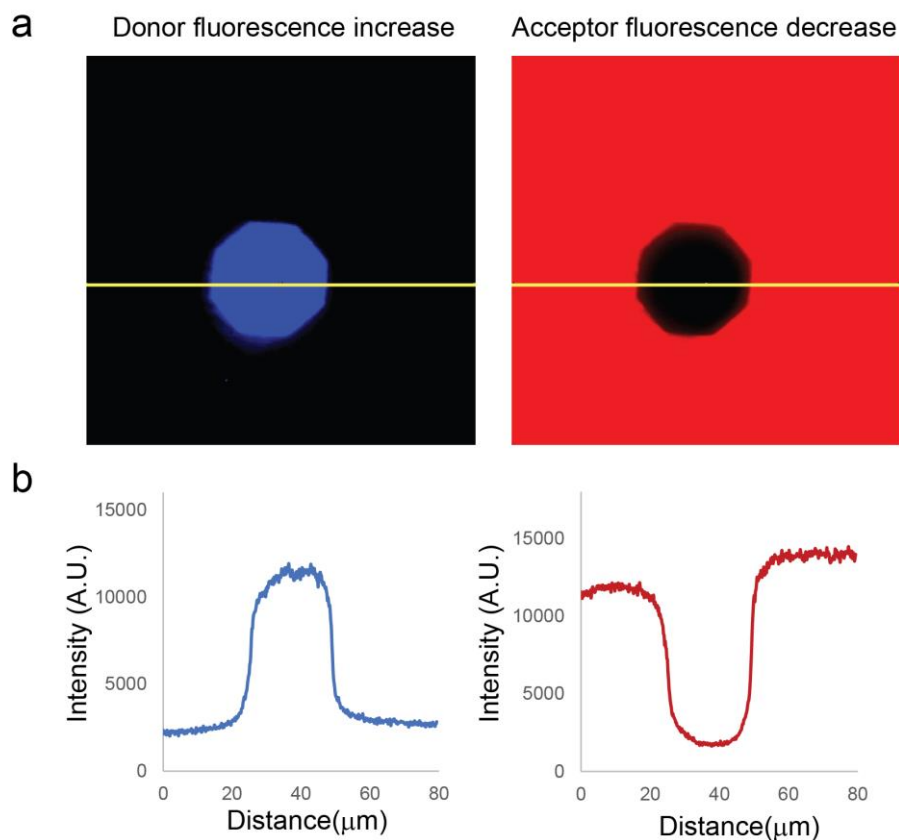 a
Donor fluorescence increase
Acceptor fluorescence decrease
b
Intensity (A.U.)
15000
10000
5000
0
0 20 40 60 80
Distance(μm)
Intensity (A.U.)
15000
10000
5000
0
0 20 40 60 80
Distance(μm)